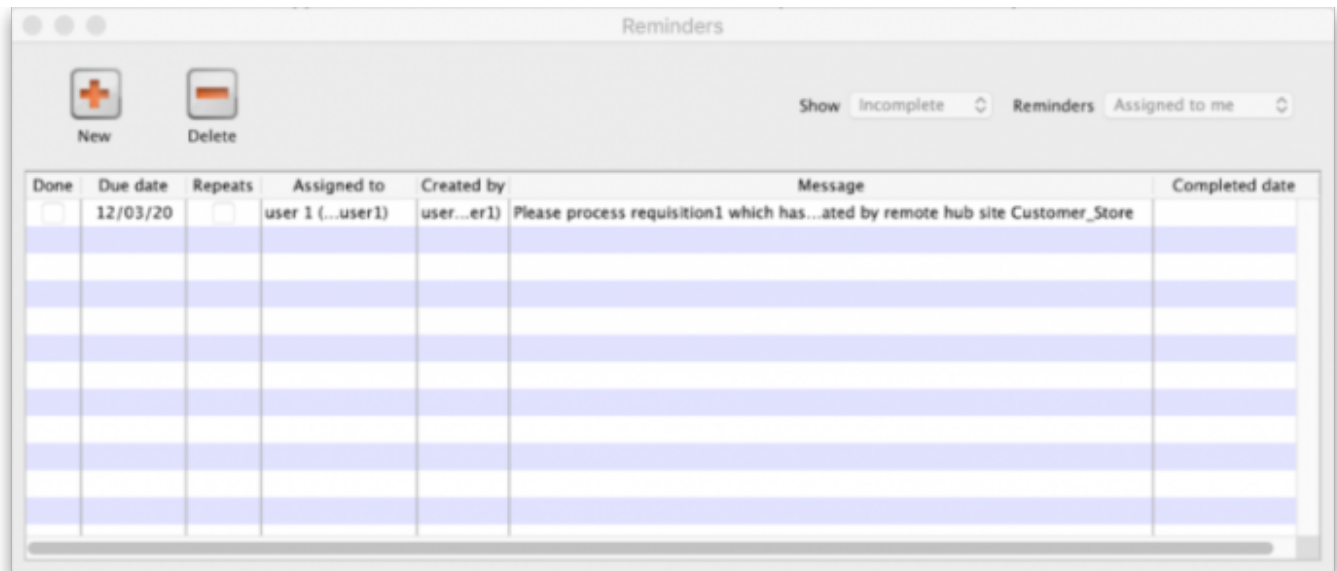 Reminders
New
Delete
Show Incomplete Reminders Assigned to me
Done Due date Repeats Assigned to Created by Message Completed date
12/03/20 user 1 (...user1) user...er1) Please process requisition1 which has...ated by remote hub site Customer_Store